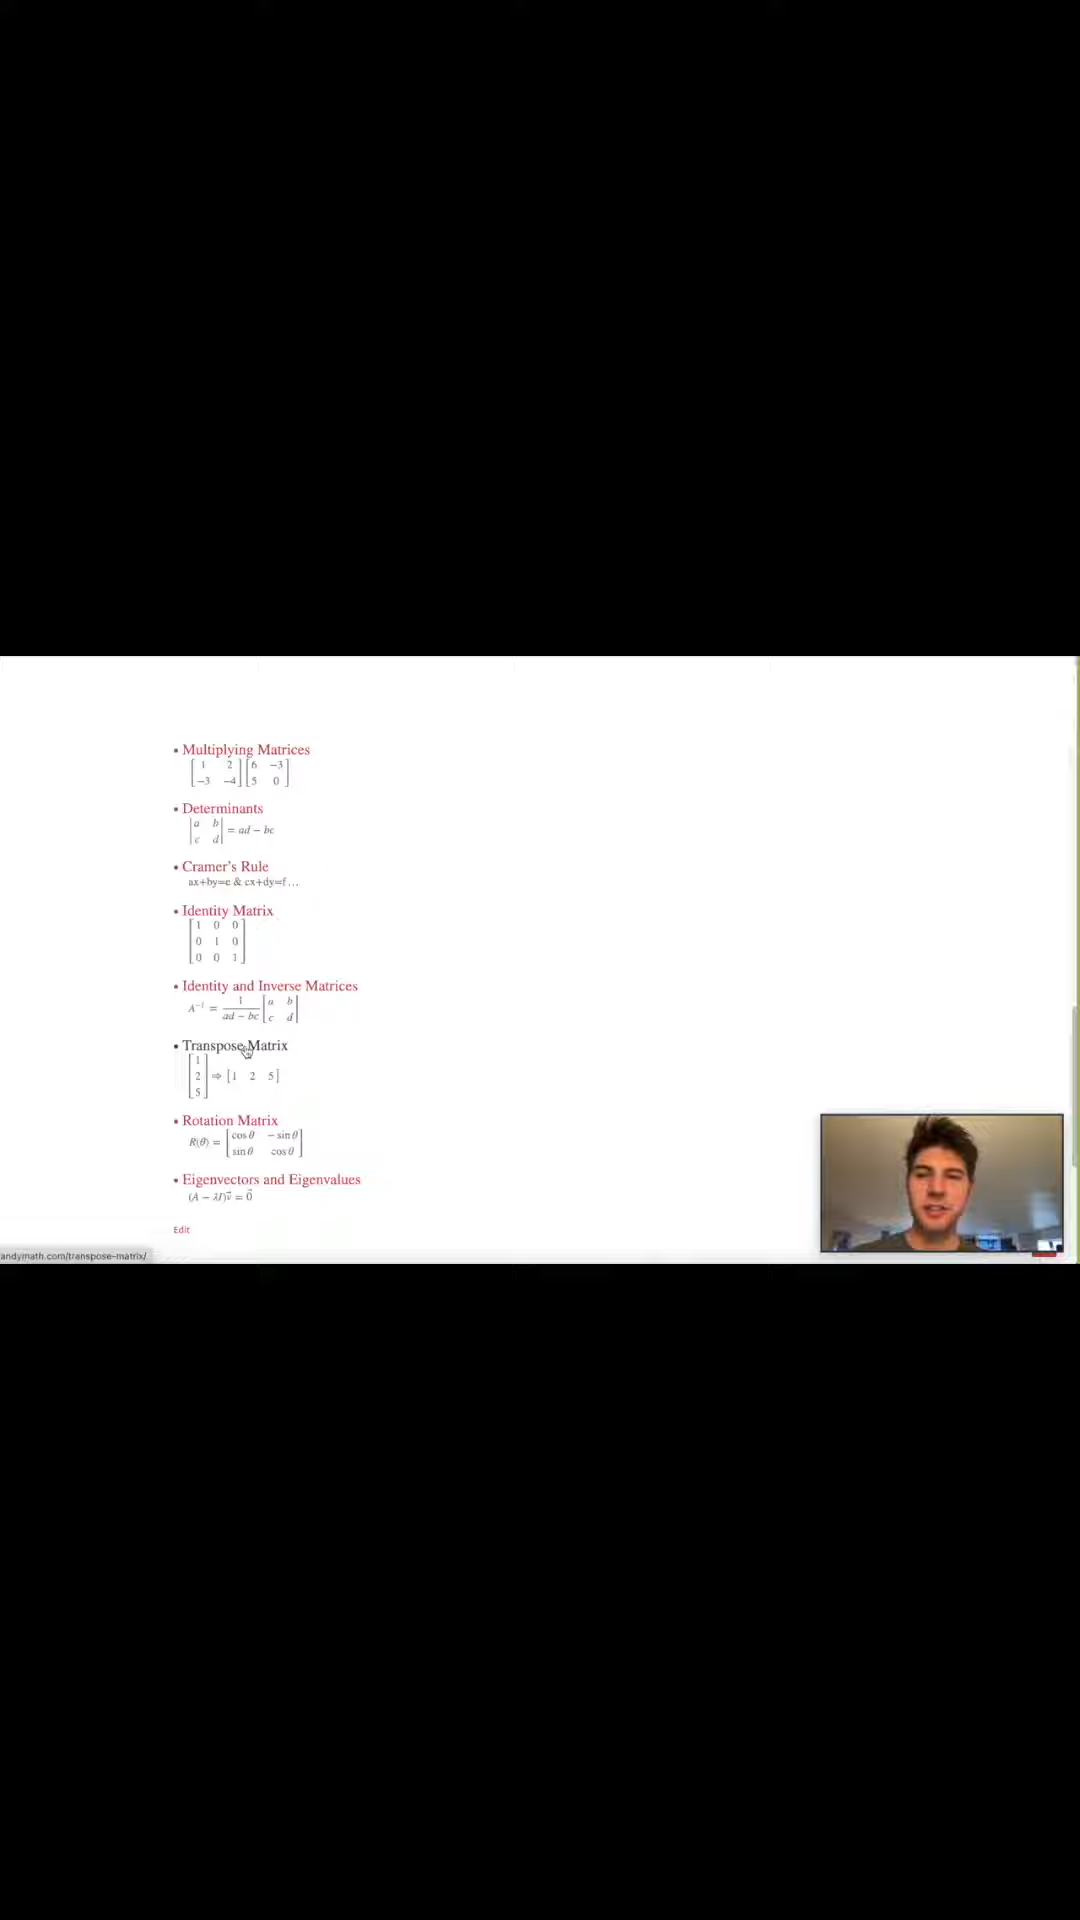 • Multiplying Matrices
[1 2
−3 −4] [6 −3
5 0]
• Determinants
|a b
c d| = ad − bc
• Cramer's Rule
ax+by=e & cx+dy=f …
• Identity Matrix
[1 0 0
0 1 0
0 0 1]
• Identity and Inverse Matrices
A⁻¹ = 1 / (ad − bc) [a b
c d]
• Transpose Matrix
[1
2
5] ⇒ [1 2 5]
• Rotation Matrix
R(θ) = [cos θ − sin θ
sin θ cos θ]
• Eigenvectors and Eigenvalues
(A − λI)v⃗ = 0⃗
Edit
andymath.com/transpose-matrix/